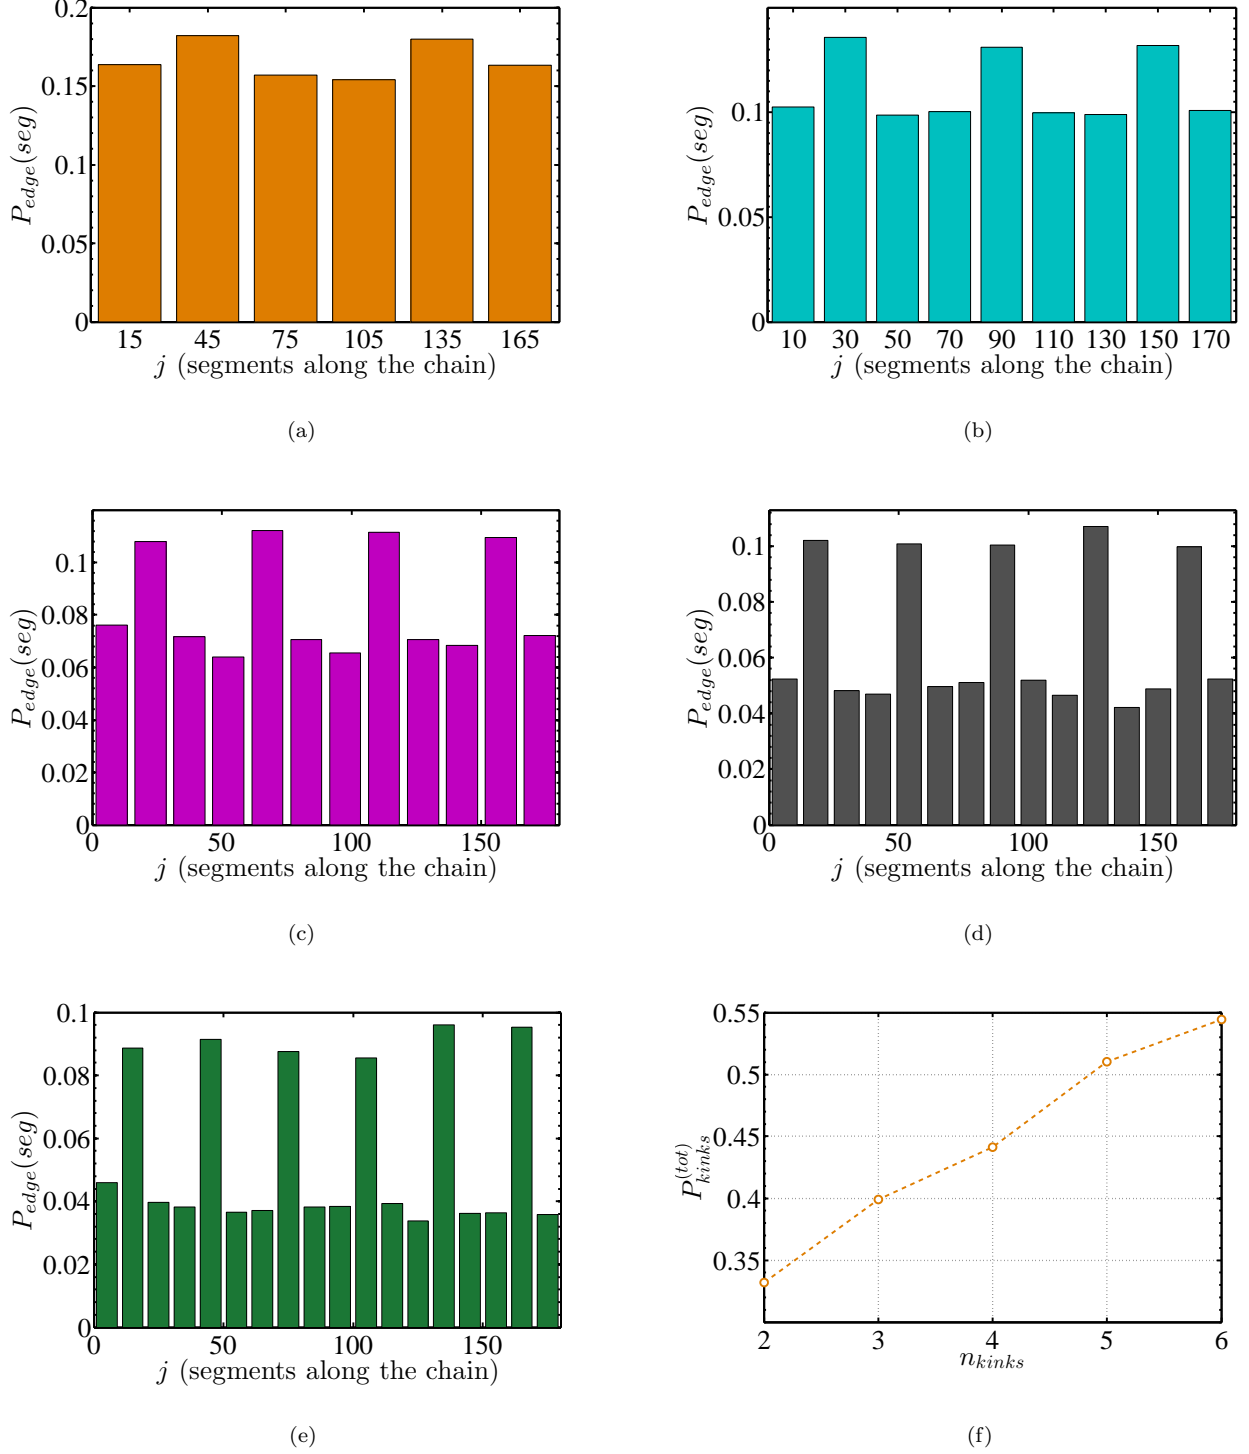 0.2
0.15
0.1
0.05
0
P_edge(seg)
15 45 75 105 135 165
j (segments along the chain)
(a)
0.1
0.05
0
P_edge(seg)
10 30 50 70 90 110 130 150 170
j (segments along the chain)
(b)
0.1
0.08
0.06
0.04
0.02
0
P_edge(seg)
0 50 100 150
j (segments along the chain)
(c)
0.1
0.08
0.06
0.04
0.02
0
P_edge(seg)
0 50 100 150
j (segments along the chain)
(d)
0.1
0.08
0.06
0.04
0.02
0
P_edge(seg)
0 50 100 150
j (segments along the chain)
(e)
0.55
0.5
0.45
0.4
0.35
P_kinks^(tot)
2 3 4 5 6
n_kinks
(f)